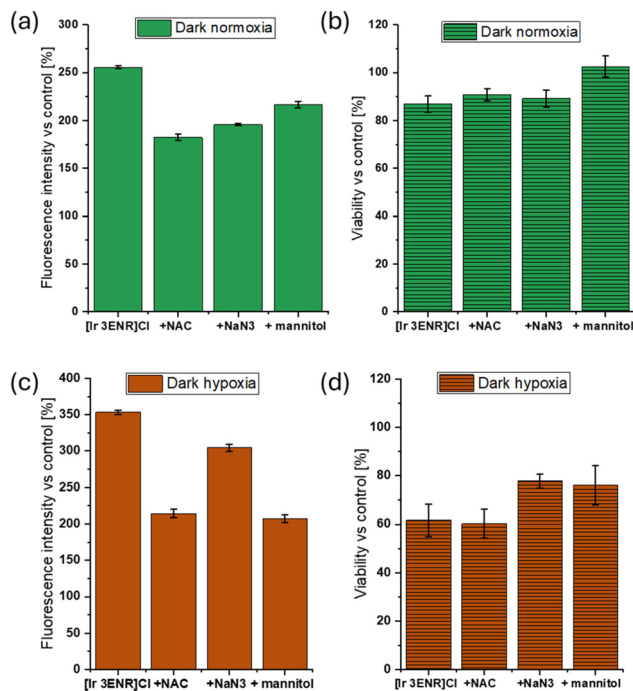 (a)
Dark normoxia
Fluorescence intensity vs control [%]
300
250
200
150
100
50
0
[Ir 3ENR]Cl +NAC +NaN3 + mannitol
(b)
Dark normoxia
Viability vs control [%]
120
100
80
60
40
20
0
[Ir 3ENR]Cl +NAC +NaN3 + mannitol
(c)
Dark hypoxia
Fluorescence intensity vs control [%]
400
350
300
250
200
150
100
50
0
[Ir 3ENR]Cl +NAC +NaN3 + mannitol
(d)
Dark hypoxia
Viability vs control [%]
120
100
80
60
40
20
0
[Ir 3ENR]Cl +NAC +NaN3 + mannitol